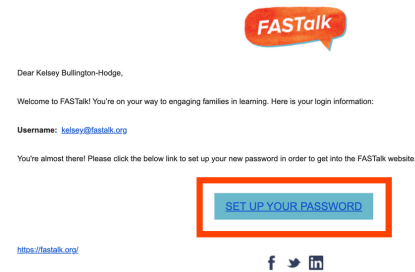 FASTalk
Dear Kelsey Bullington-Hodge,
Welcome to FASTalk! You're on your way to engaging families in learning. Here is your login information:
Username: kelsey@fastalk.org
You're almost there! Please click the below link to set up your new password in order to get into the FASTalk website
SET UP YOUR PASSWORD
https://fastalk.org/